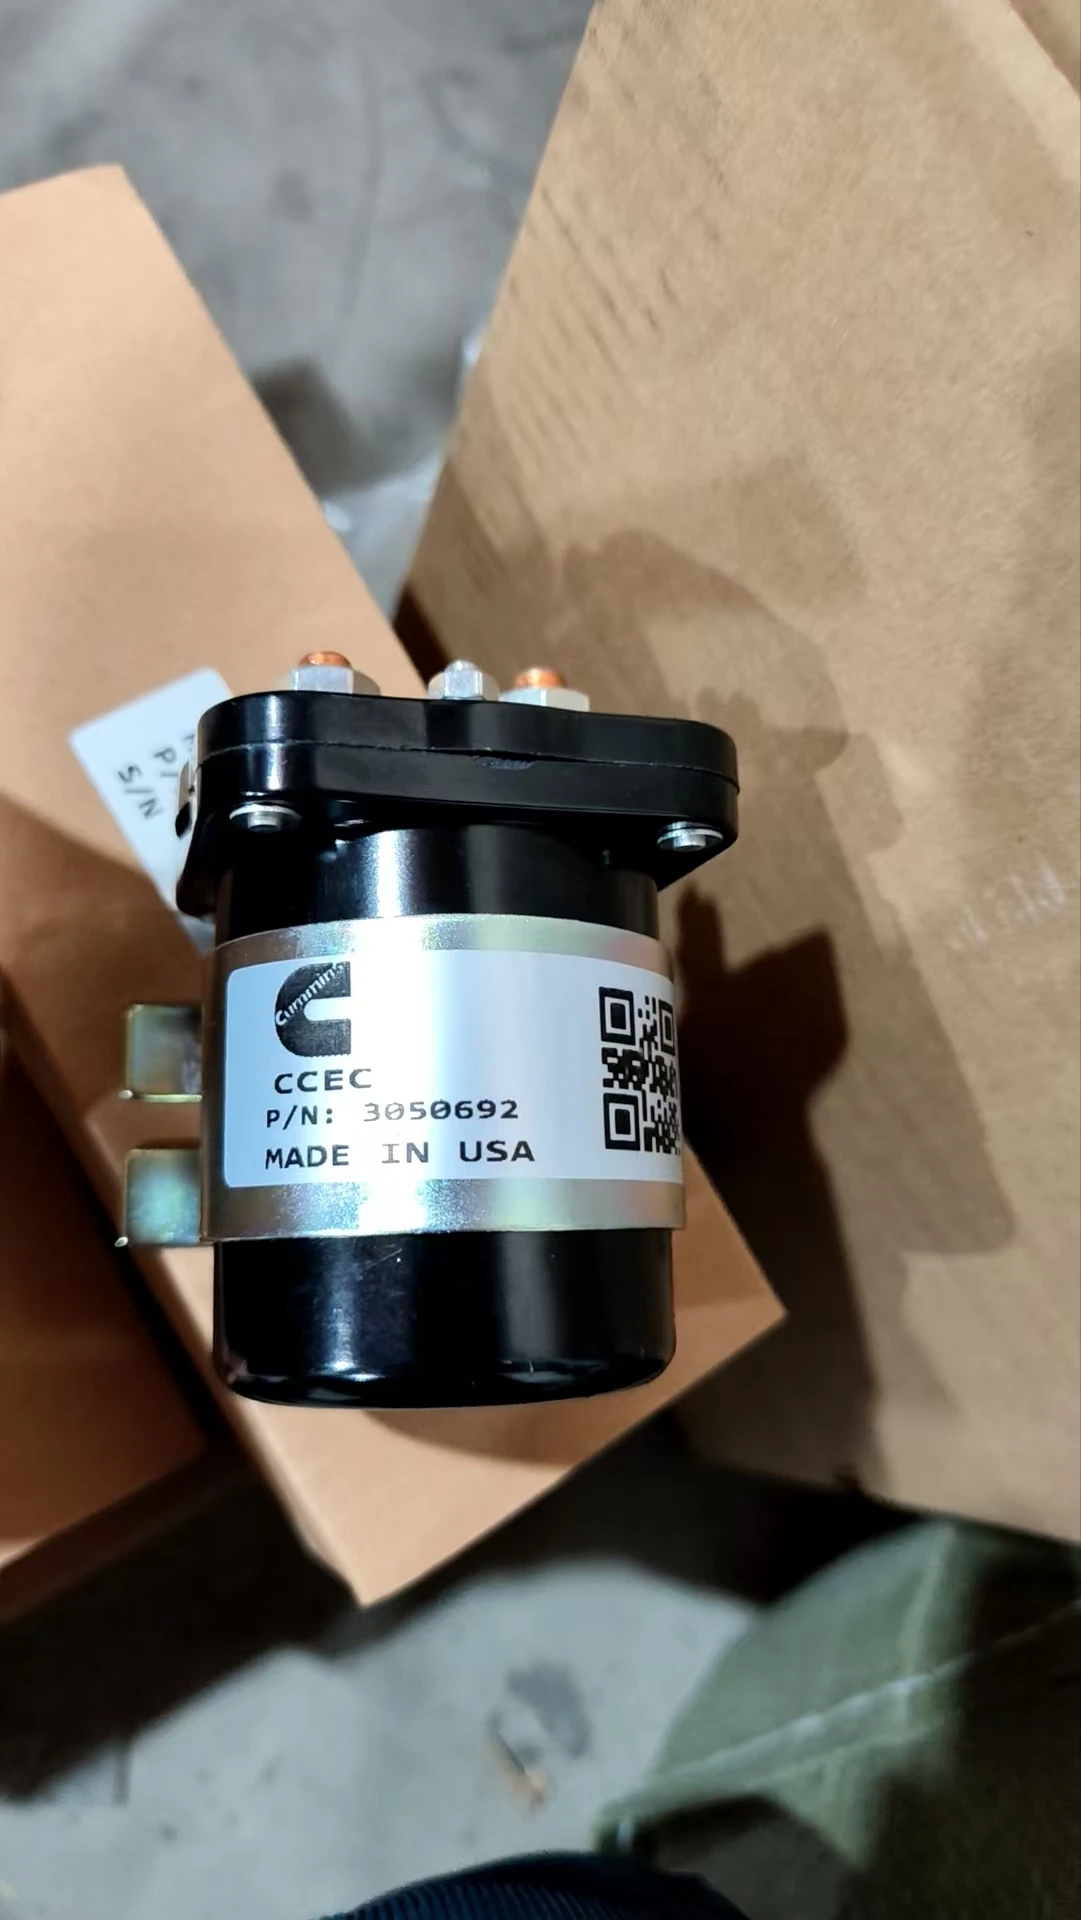 Cummins
CCEC
P/N: 3050692
MADE IN USA
P/
S/N